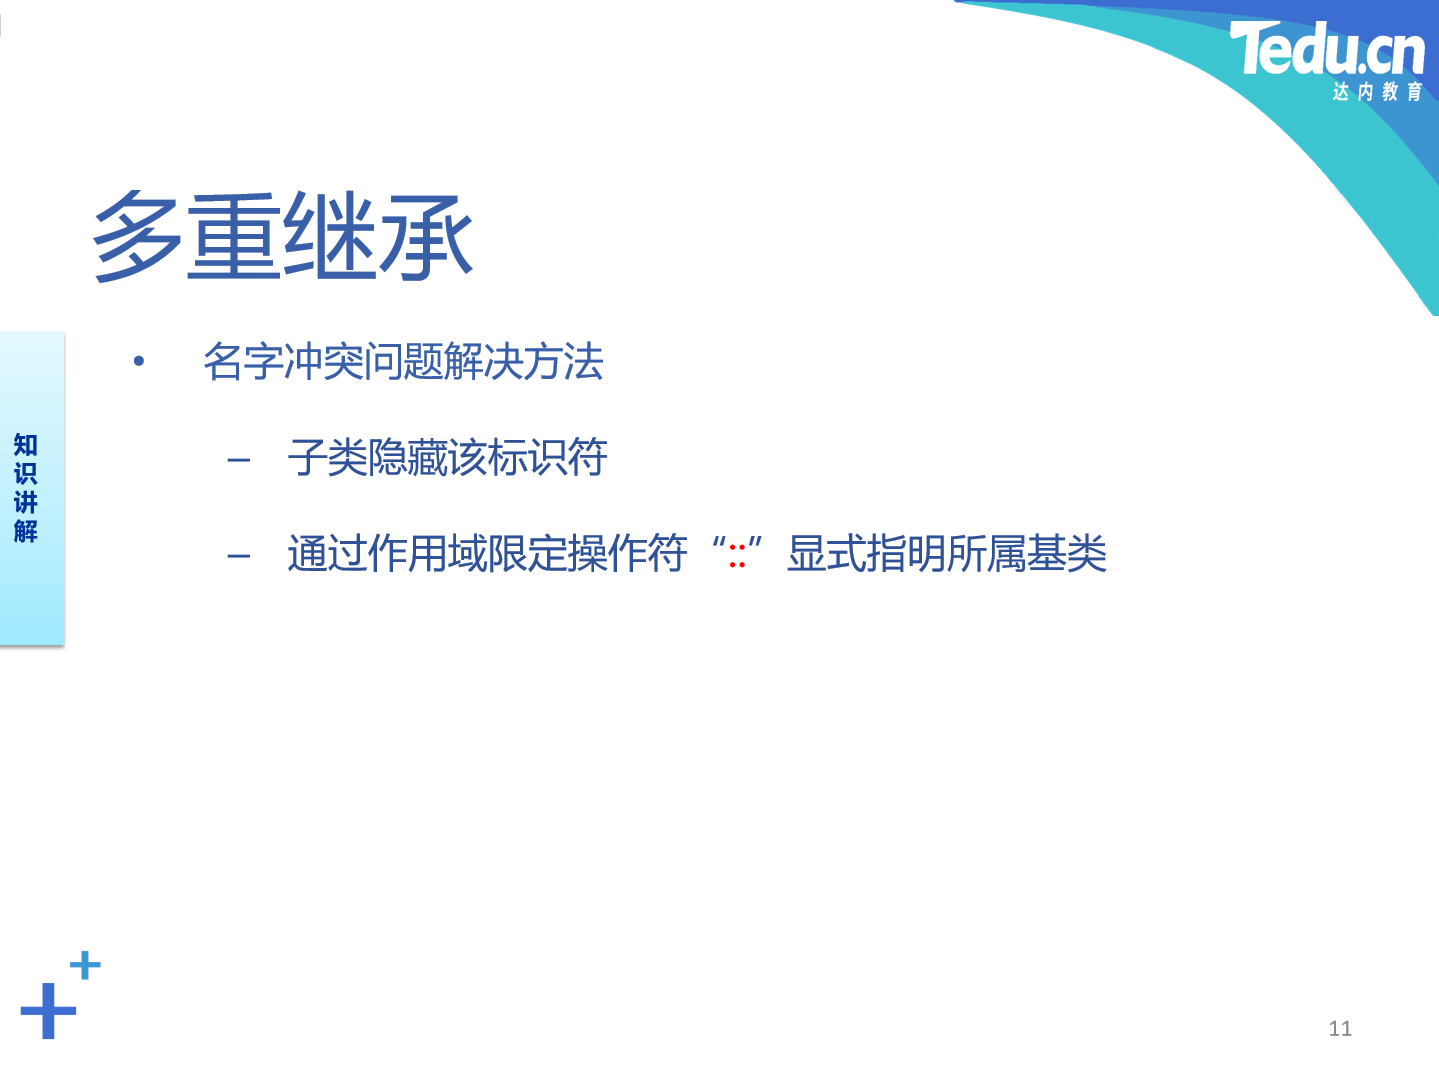 Tedu.cn
达内教育
多重继承
• 名字冲突问题解决方法
知识讲解
– 子类隐藏该标识符
– 通过作用域限定操作符“::”显式指明所属基类
11